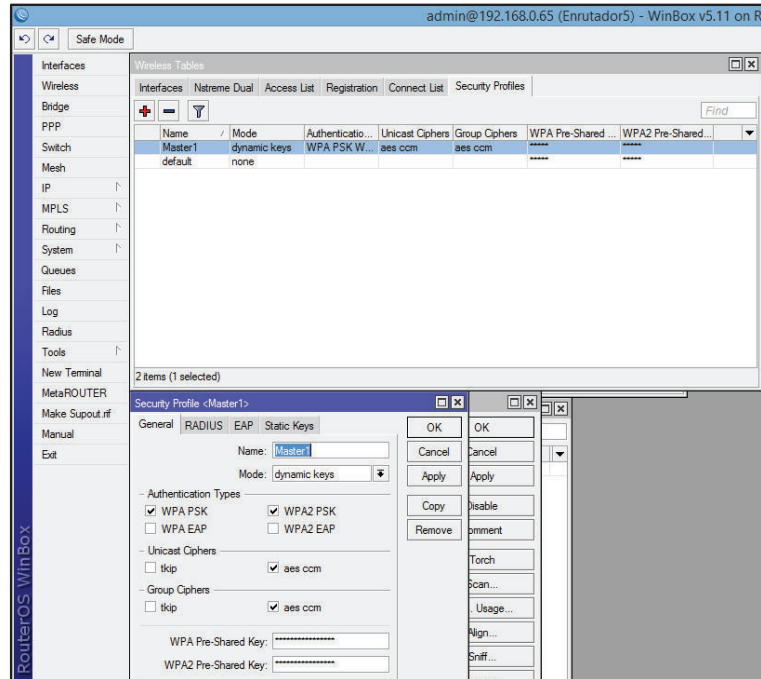 admin@192.168.0.65 (Enrutador5) - WinBox v5.11 on R
Safe Mode
Interfaces
Wireless
Bridge
PPP
Switch
Mesh
IP
MPLS
Routing
System
Queues
Files
Log
Radius
Tools
New Terminal
MetaROUTER
Make Supout.rif
Manual
Exit
RouterOS WinBox
Wireless Tables
Interfaces Nstreme Dual Access List Registration Connect List Security Profiles
Find
Name / Mode Authenticatio... Unicast Ciphers Group Ciphers WPA Pre-Shared ... WPA2 Pre-Shared...
Master1 dynamic keys WPA PSK W... aes ccm aes ccm ***** *****
default none ***** *****
2 items (1 selected)
Security Profile <Master1>
General RADIUS EAP Static Keys
Name: Master1
Mode: dynamic keys
Authentication Types
WPA PSK WPA2 PSK
WPA EAP WPA2 EAP
Unicast Ciphers
tkip aes ccm
Group Ciphers
tkip aes ccm
WPA Pre-Shared Key: ****************
WPA2 Pre-Shared Key: ****************
OK
Cancel
Apply
Copy
Remove
OK
Cancel
Apply
Disable
omment
Torch
Scan...
. Usage...
Align...
Sniff...